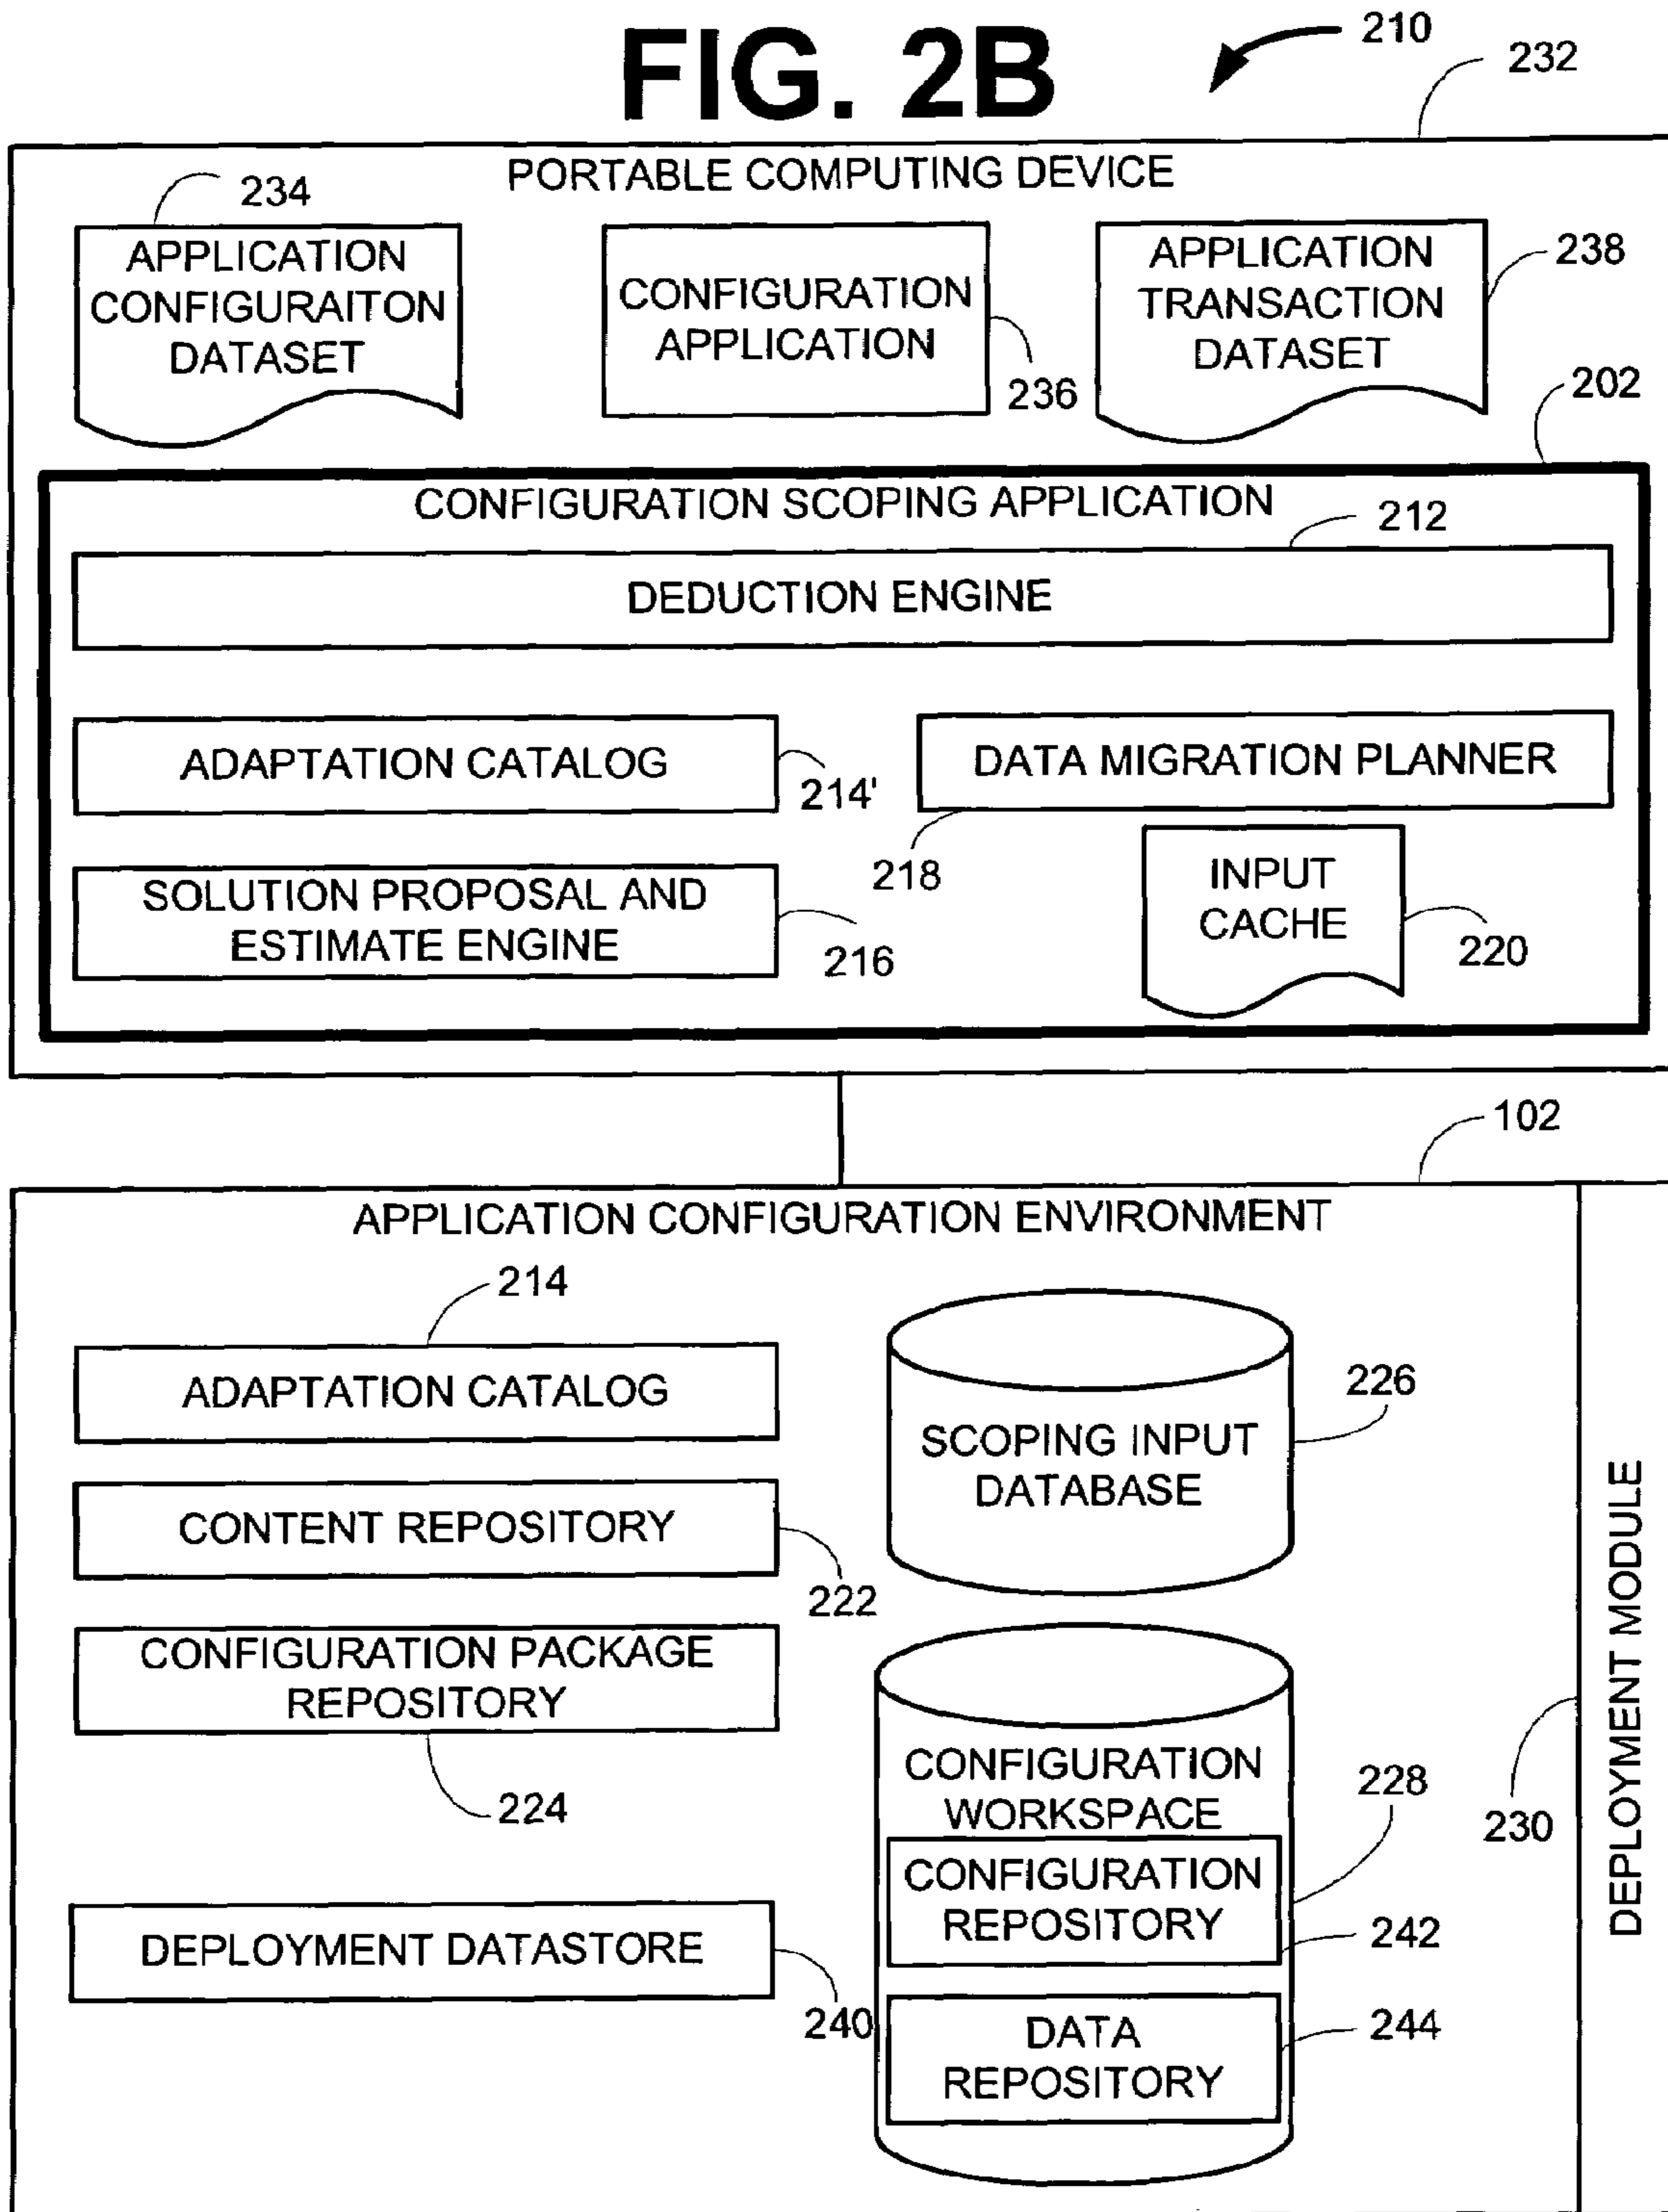 FIG. 2B
210
232
PORTABLE COMPUTING DEVICE
234
APPLICATION
CONFIGURAITON
DATASET
CONFIGURATION
APPLICATION
236
APPLICATION
TRANSACTION
DATASET
238
202
CONFIGURATION SCOPING APPLICATION
212
DEDUCTION ENGINE
ADAPTATION CATALOG
214'
DATA MIGRATION PLANNER
218
SOLUTION PROPOSAL AND
ESTIMATE ENGINE
216
INPUT
CACHE
220
102
APPLICATION CONFIGURATION ENVIRONMENT
214
ADAPTATION CATALOG
CONTENT REPOSITORY
222
CONFIGURATION PACKAGE
REPOSITORY
224
DEPLOYMENT DATASTORE
240
SCOPING INPUT
DATABASE
226
CONFIGURATION
WORKSPACE
228
CONFIGURATION
REPOSITORY
242
DATA
REPOSITORY
244
230
DEPLOYMENT MODULE